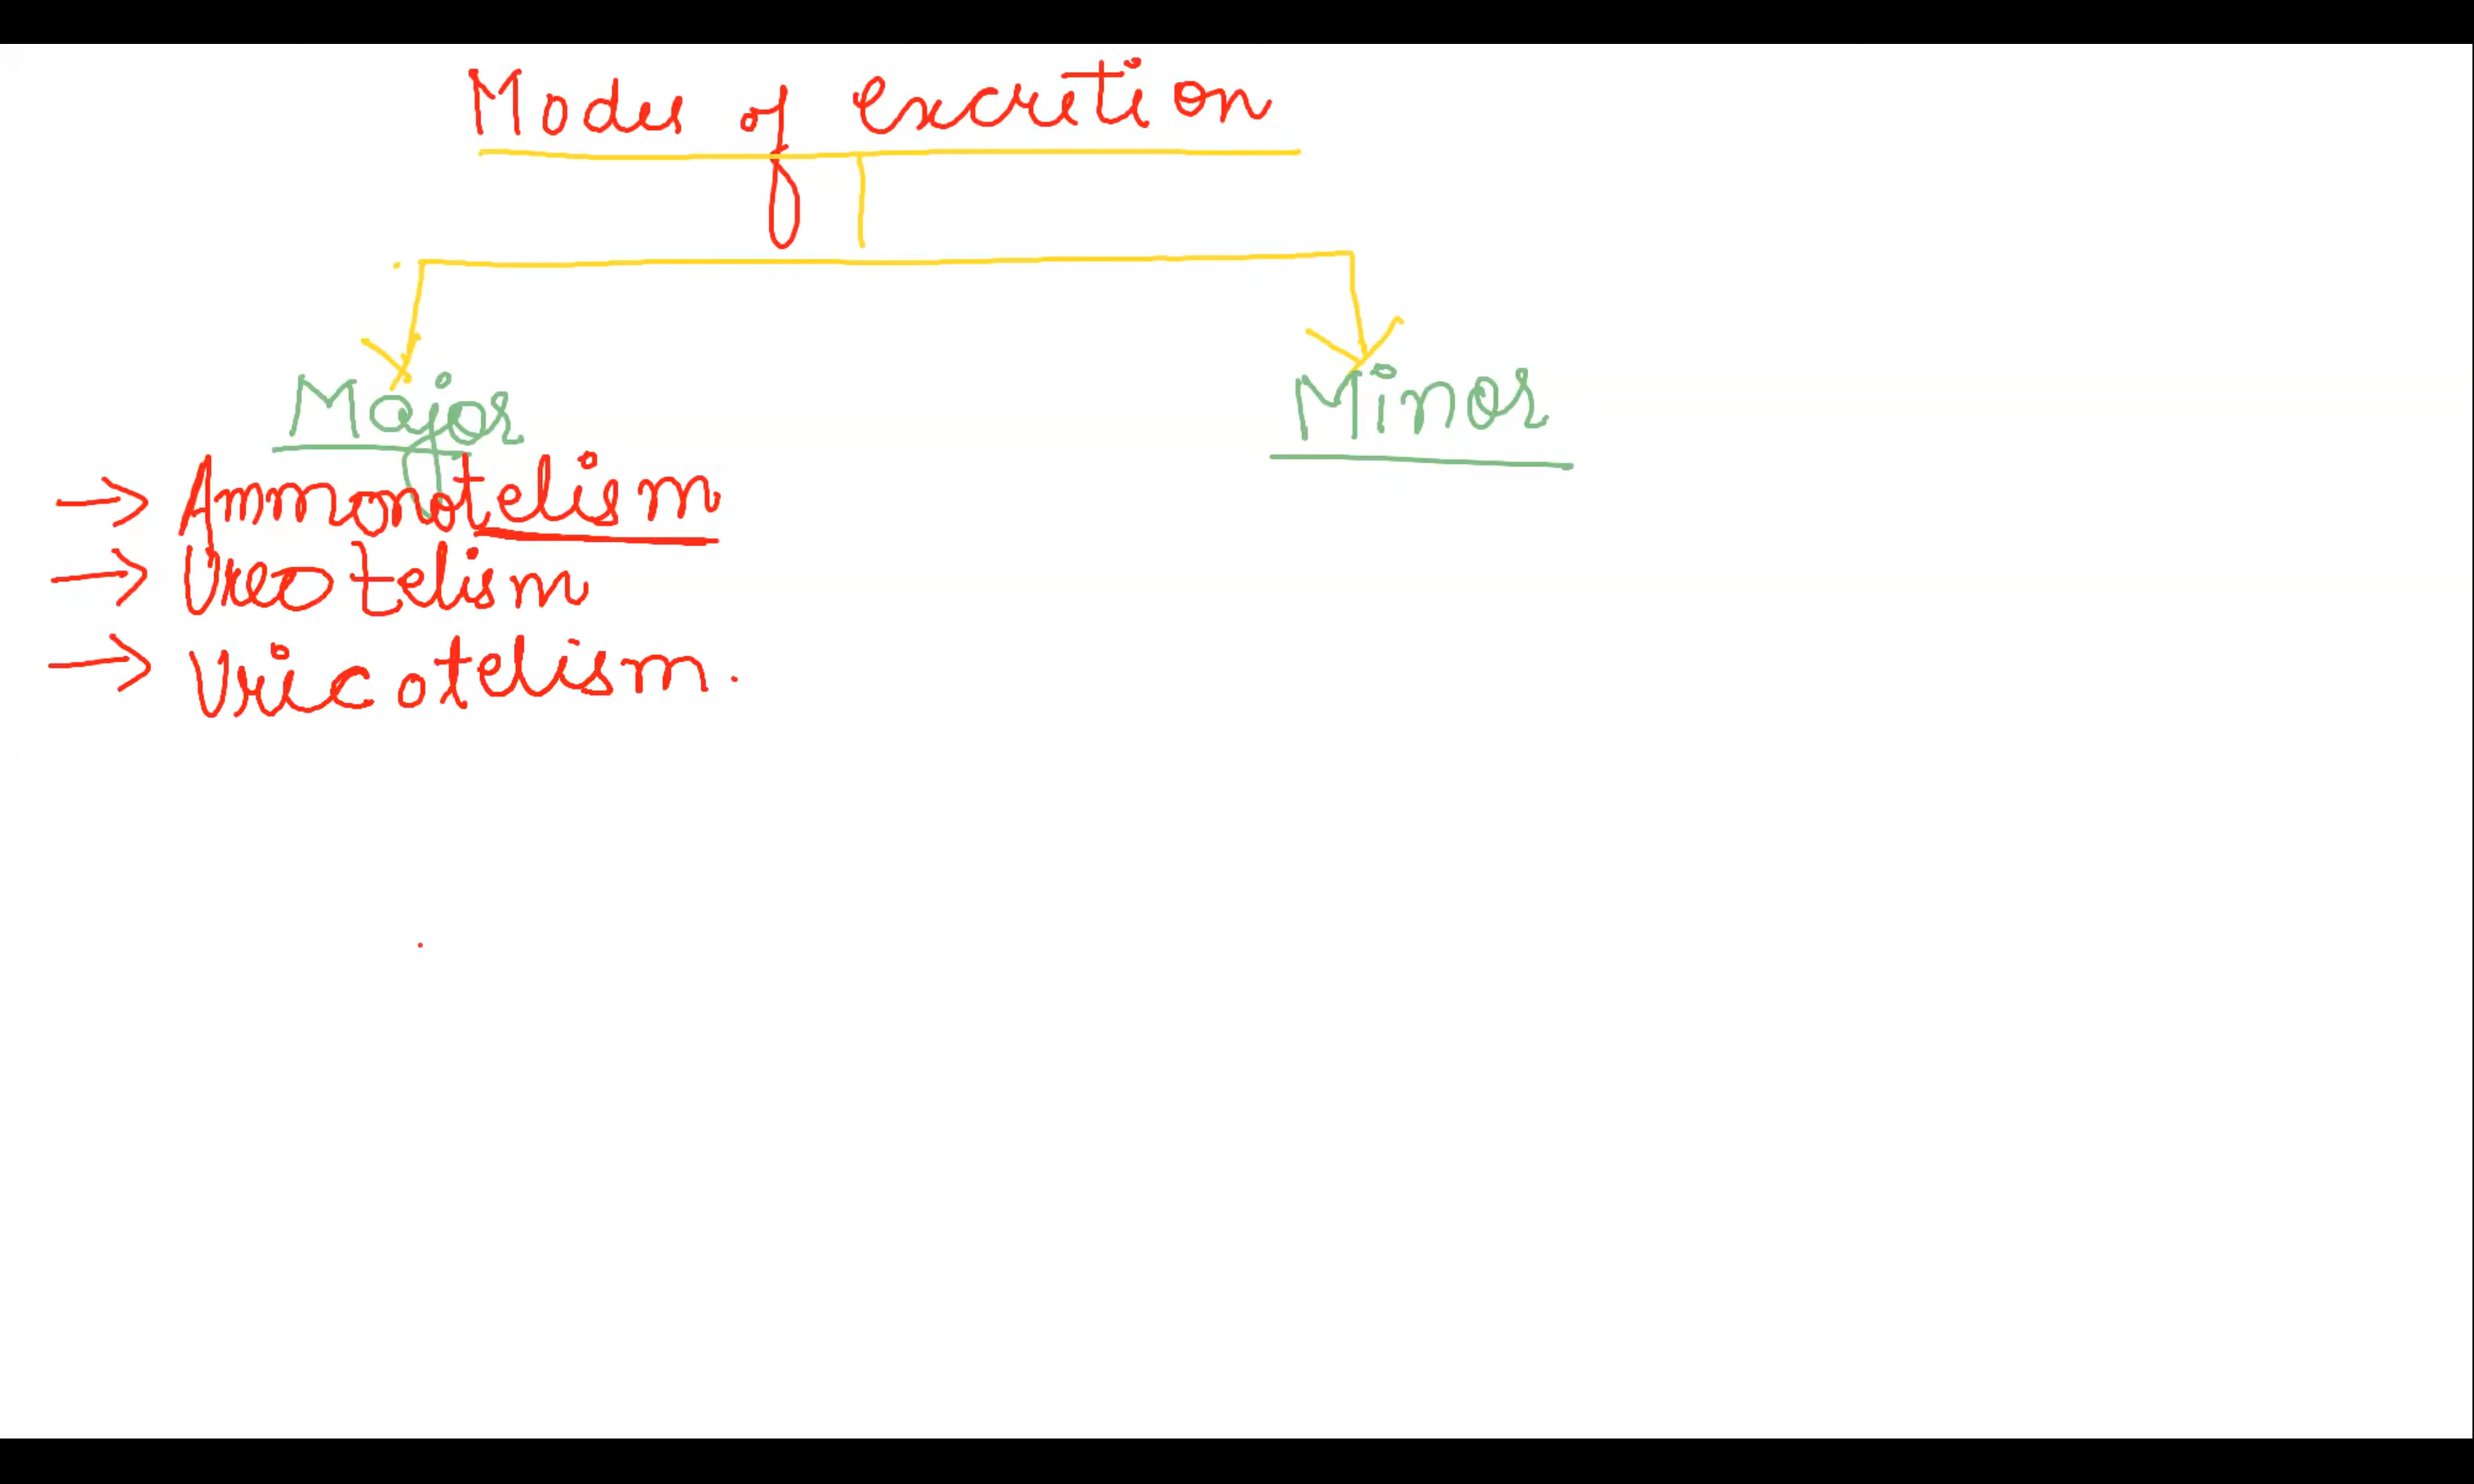 Modes of excretion
Major
Minor
→ Ammonotelism
→ Ureotelism
→ Uricotelism.